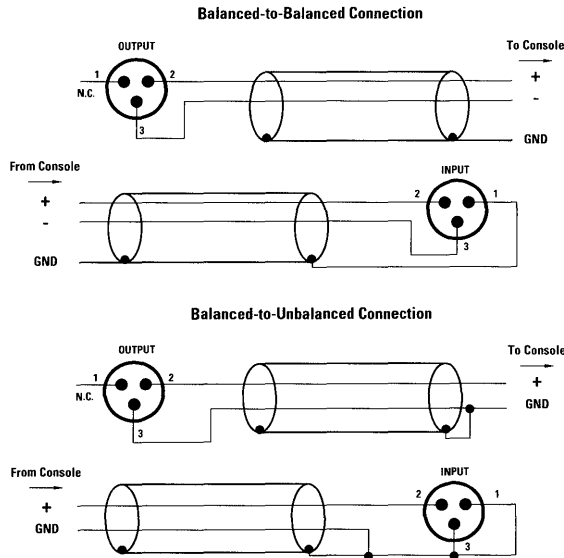 Balanced-to-Balanced Connection
OUTPUT
To Console
1
2
+
N.C.
-
3
GND
From Console
INPUT
+
2
1
-
3
GND
Balanced-to-Unbalanced Connection
OUTPUT
To Console
1
2
+
N.C.
GND
3
From Console
INPUT
+
2
1
GND
3